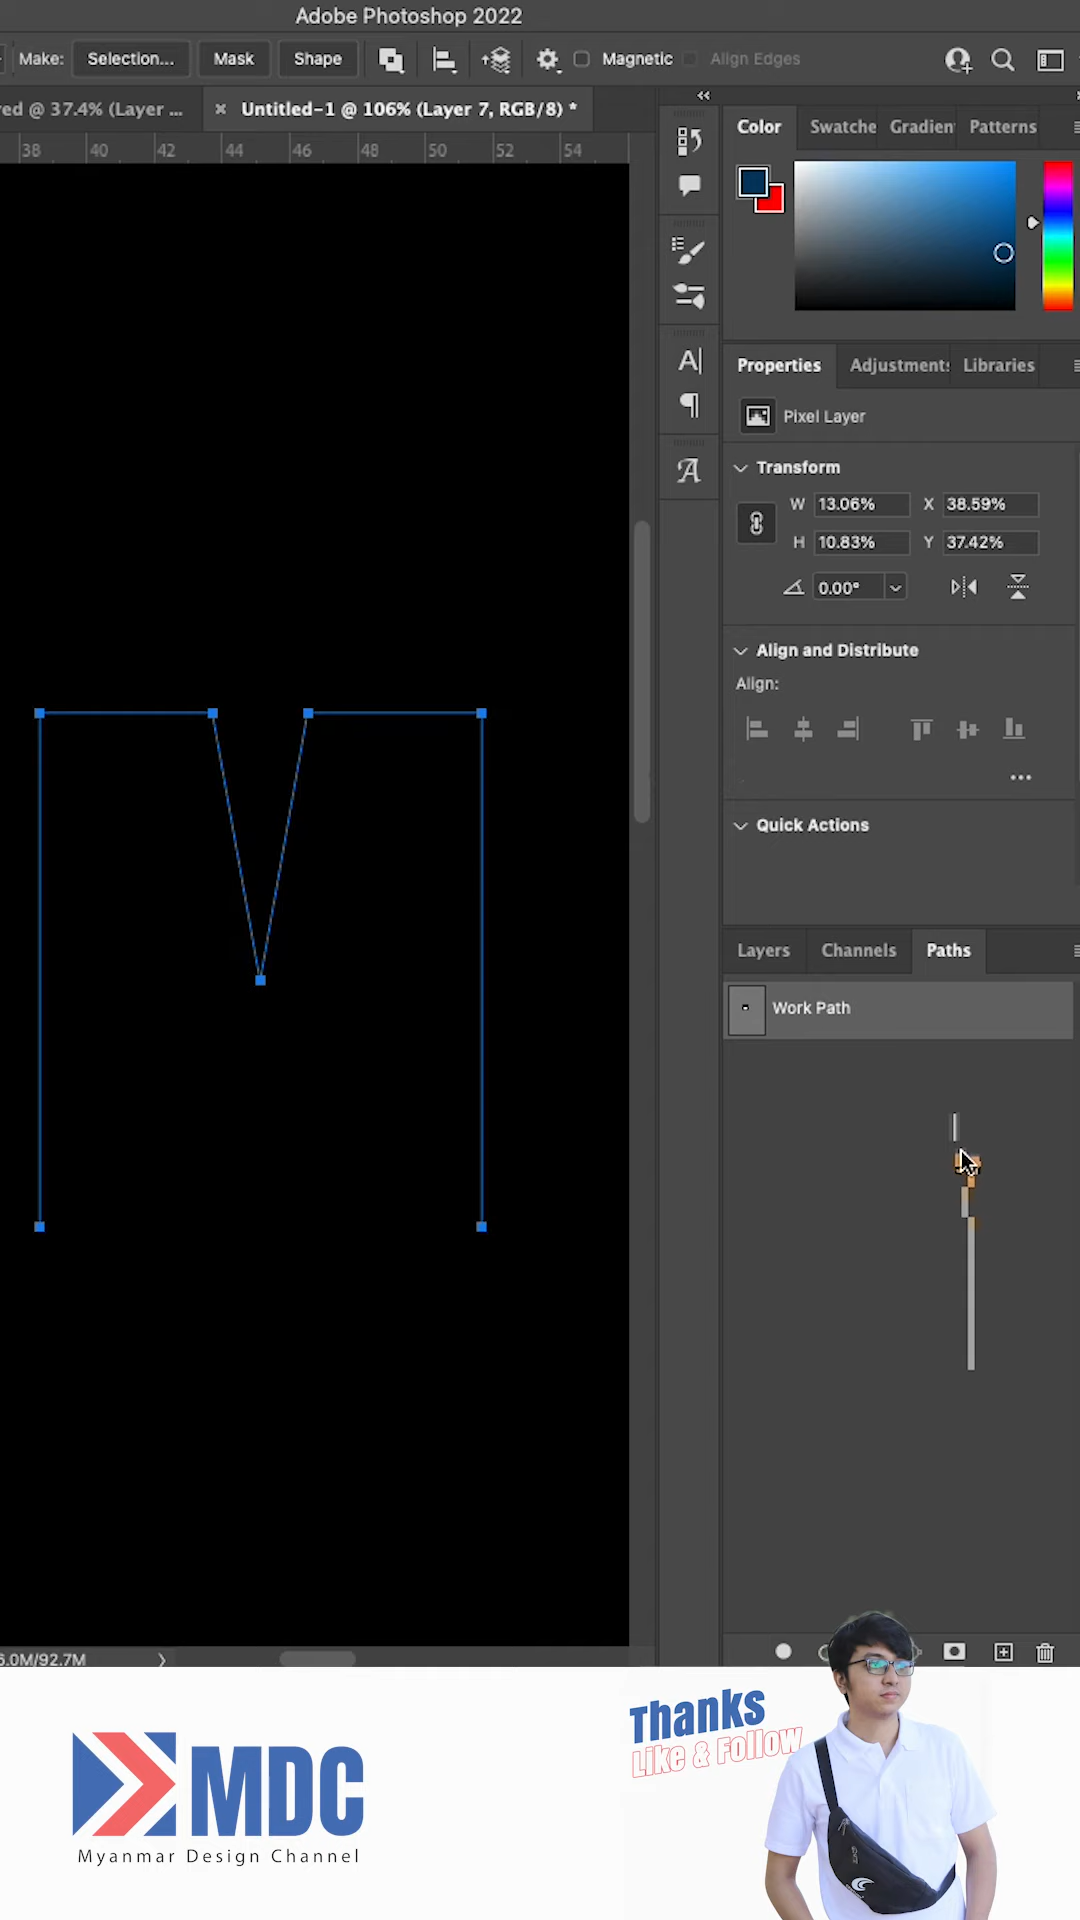 Adobe Photoshop 2022
Make: Selection... Mask Shape Magnetic Align Edges
ed @ 37.4% (Layer ... × Untitled-1 @ 106% (Layer 7, RGB/8) *
38 40 42 44 46 48 50 52 54
Color Swatche Gradien Patterns
Properties Adjustments Libraries
Pixel Layer
Transform
W 13.06% X 38.59%
H 10.83% Y 37.42%
0.00°
Align and Distribute
Align:
Quick Actions
Layers Channels Paths
Work Path
6.0M/92.7M
Thanks
Like & Follow
MDC
Myanmar Design Channel